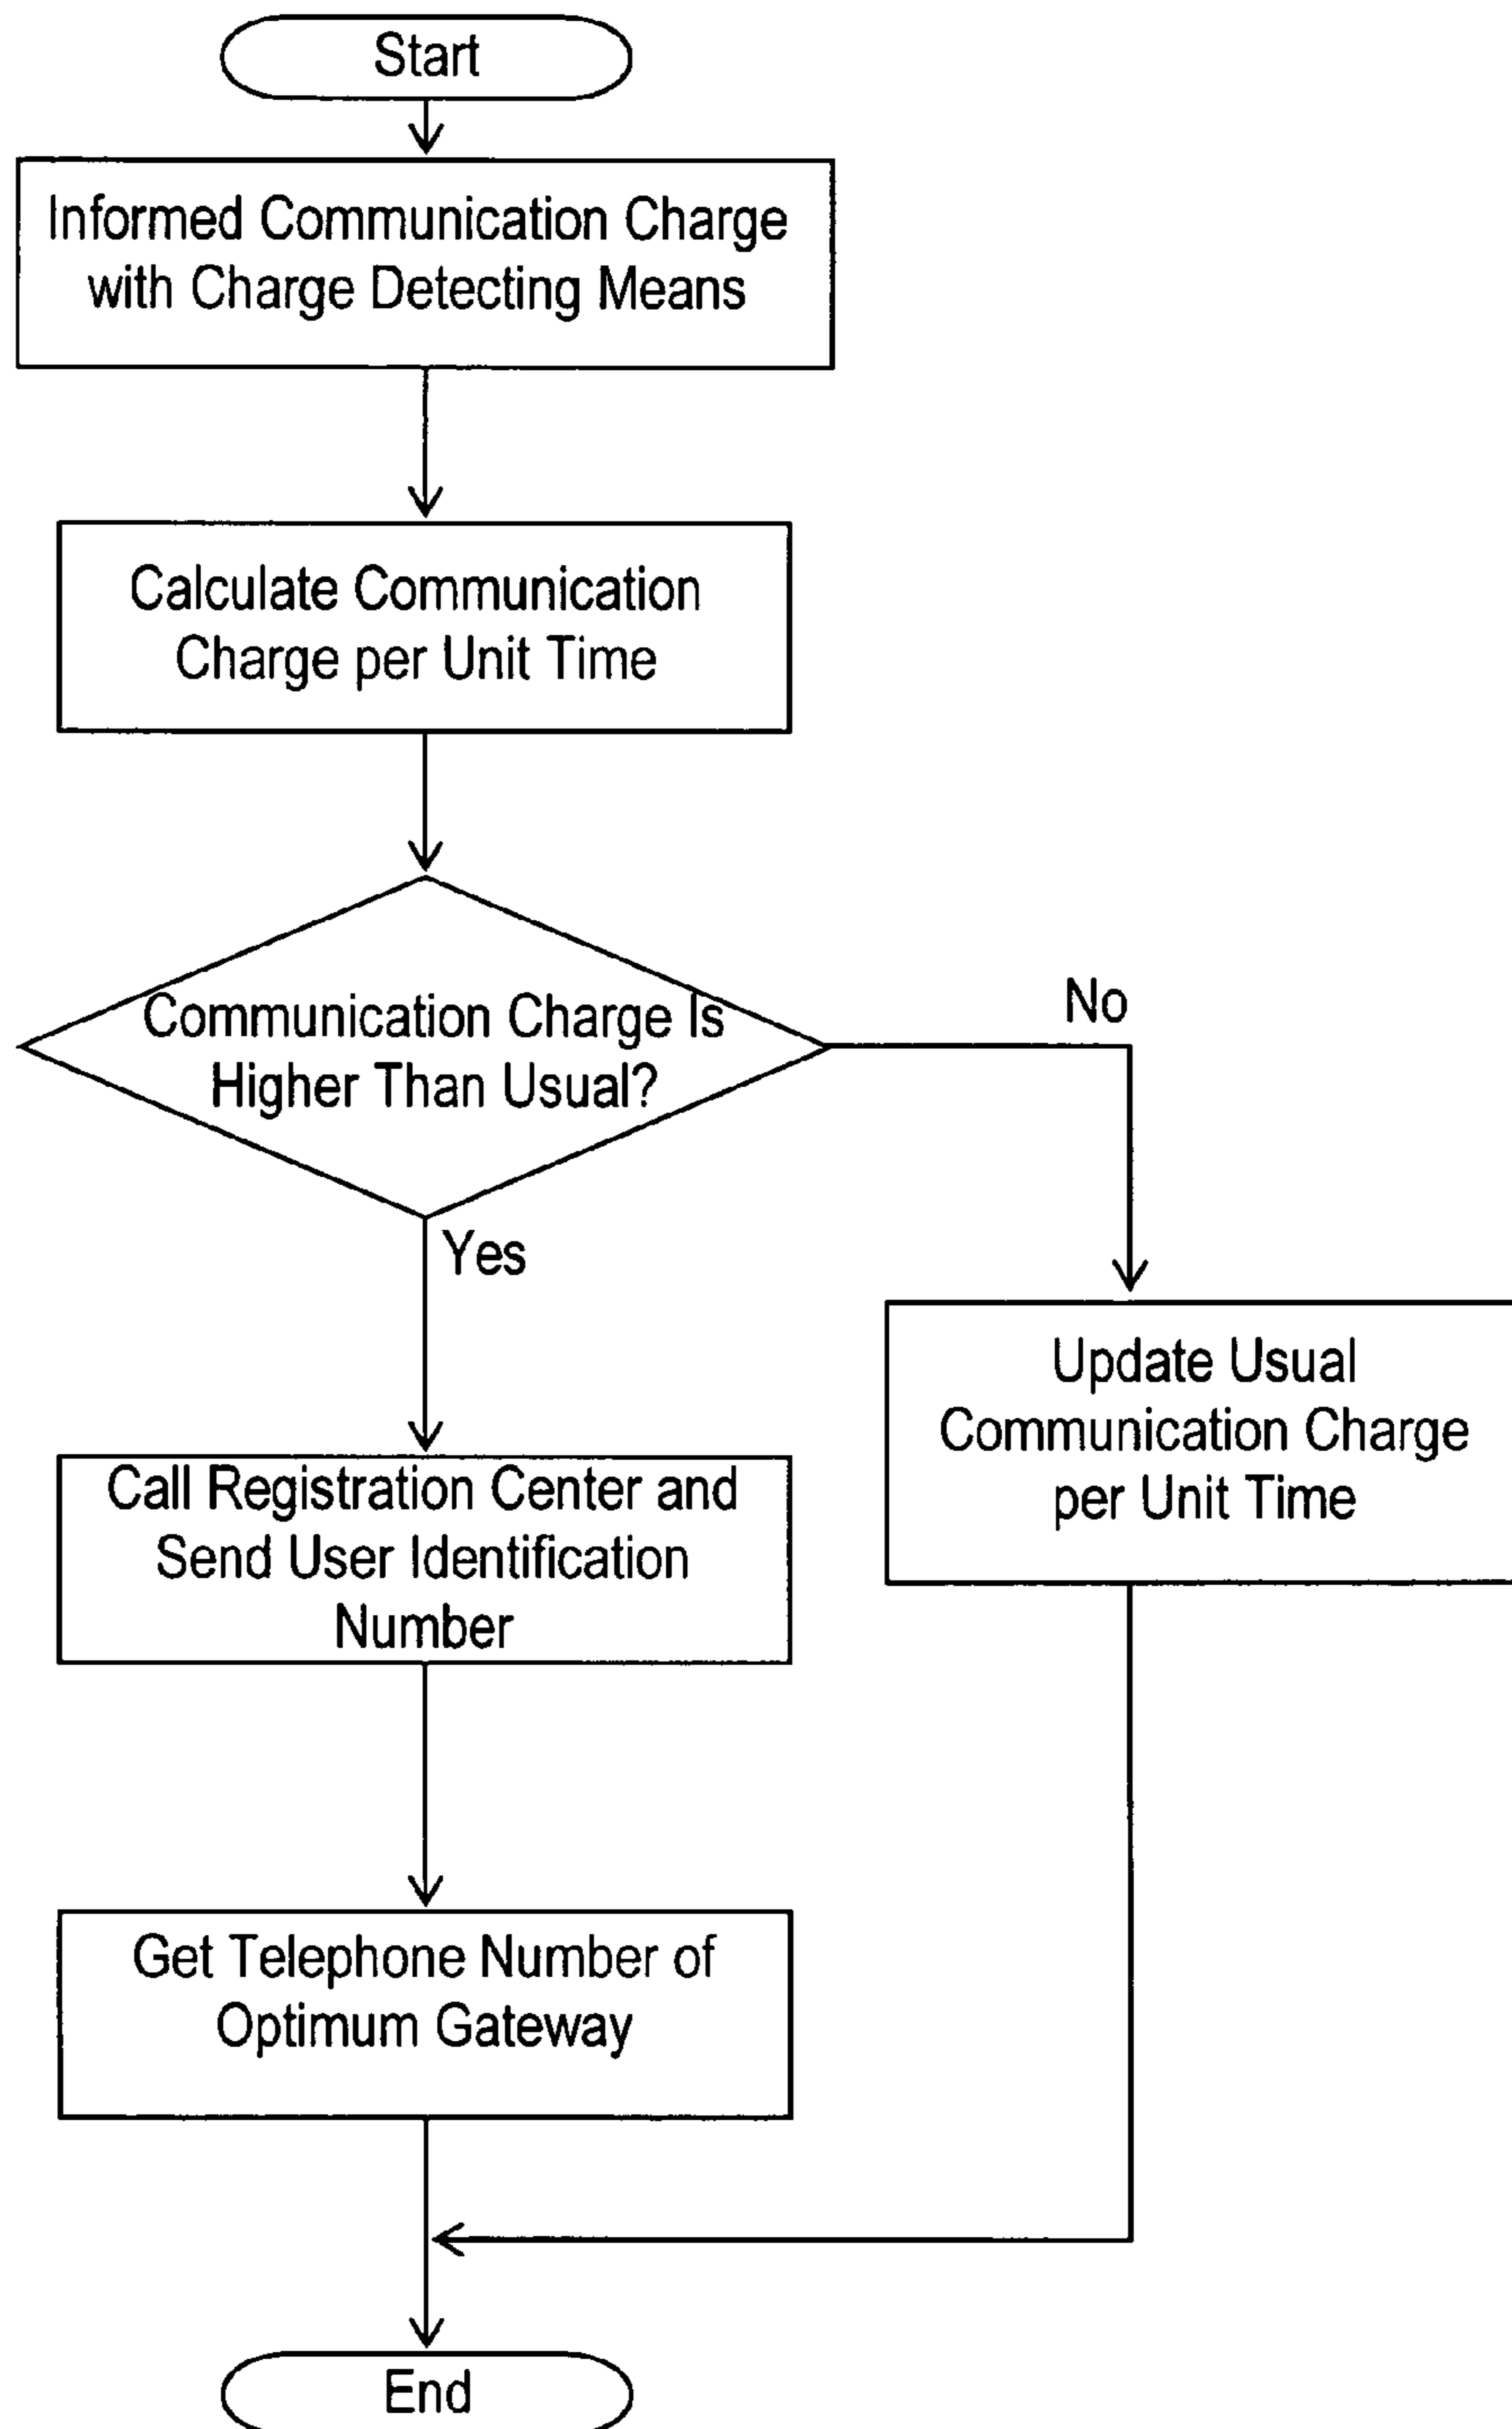 Start
Informed Communication Charge
with Charge Detecting Means
Calculate Communication
Charge per Unit Time
Communication Charge Is
Higher Than Usual?
No
Yes
Update Usual
Communication Charge
per Unit Time
Call Registration Center and
Send User Identification
Number
Get Telephone Number of
Optimum Gateway
End